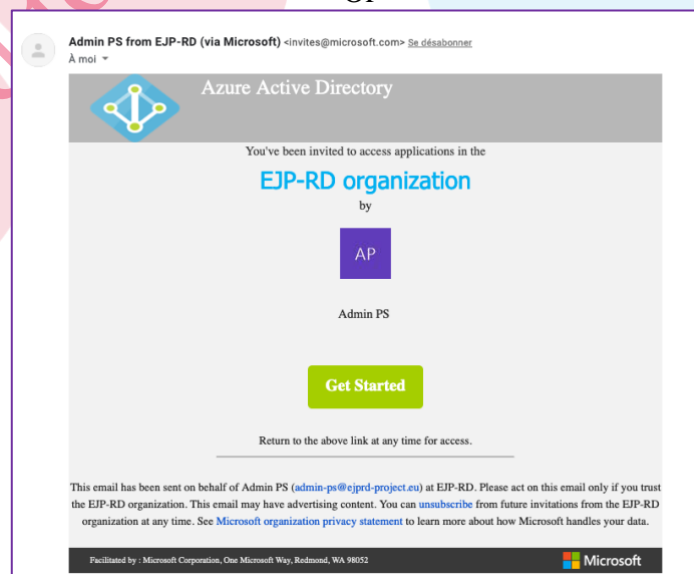 Admin PS from EJP-RD (via Microsoft) <invites@microsoft.com> Se désabonner
À moi
Azure Active Directory
You've been invited to access applications in the
EJP-RD organization
by
AP
Admin PS
Get Started
Return to the above link at any time for access.
This email has been sent on behalf of Admin PS (admin-ps@ejprd-project.eu) at EJP-RD. Please act on this email only if you trust
the EJP-RD organization. This email may have advertising content. You can unsubscribe from future invitations from the EJP-RD
organization at any time. See Microsoft organization privacy statement to learn more about how Microsoft handles your data.
Facilitated by : Microsoft Corporation, One Microsoft Way, Redmond, WA 98052
Microsoft